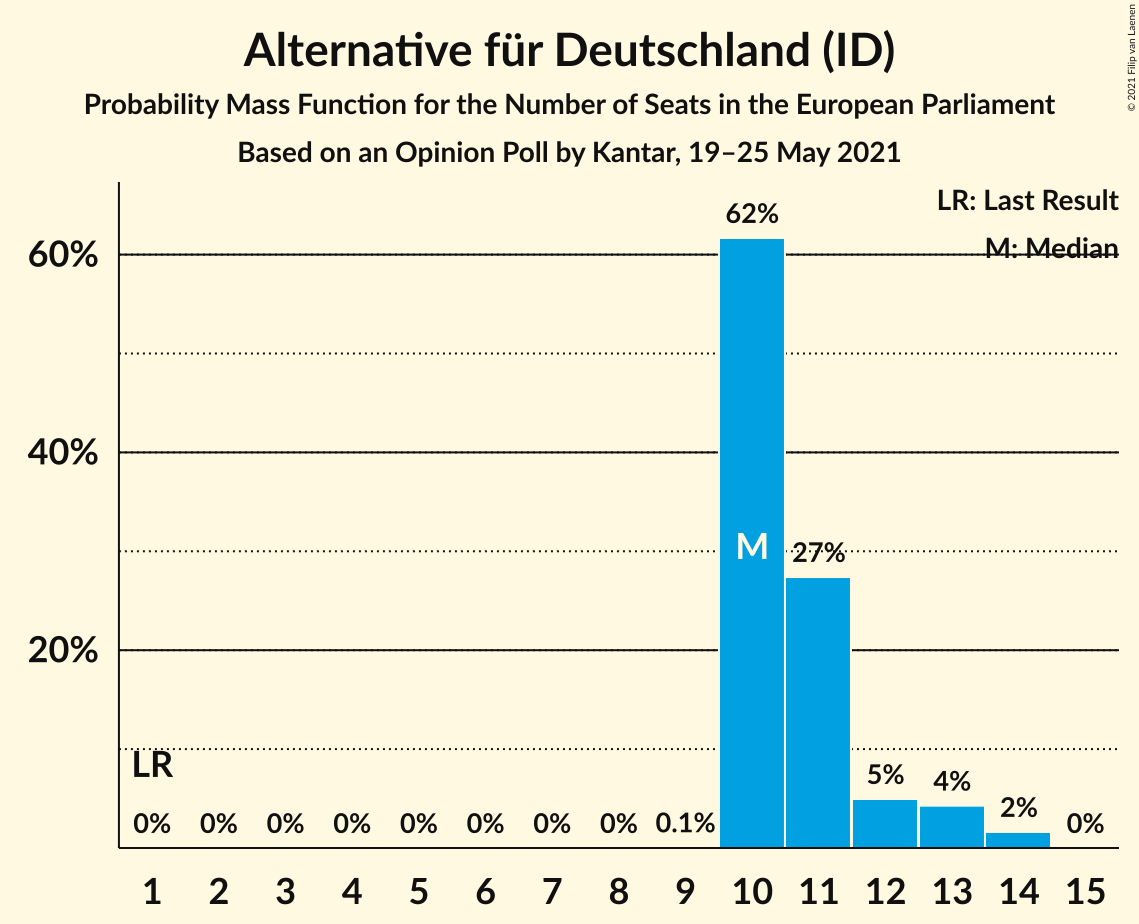 Alternative für Deutschland (ID)
Probability Mass Function for the Number of Seats in the European Parliament
Based on an Opinion Poll by Kantar, 19–25 May 2021
© 2021 Filip van Laenen
LR: Last Result
M: Median
62%
60%
40%
M
27%
20%
LR
5%
4%
2%
0% 0% 0% 0% 0% 0% 0% 0% 0.1% 0%
1 2 3 4 5 6 7 8 9 10 11 12 13 14 15